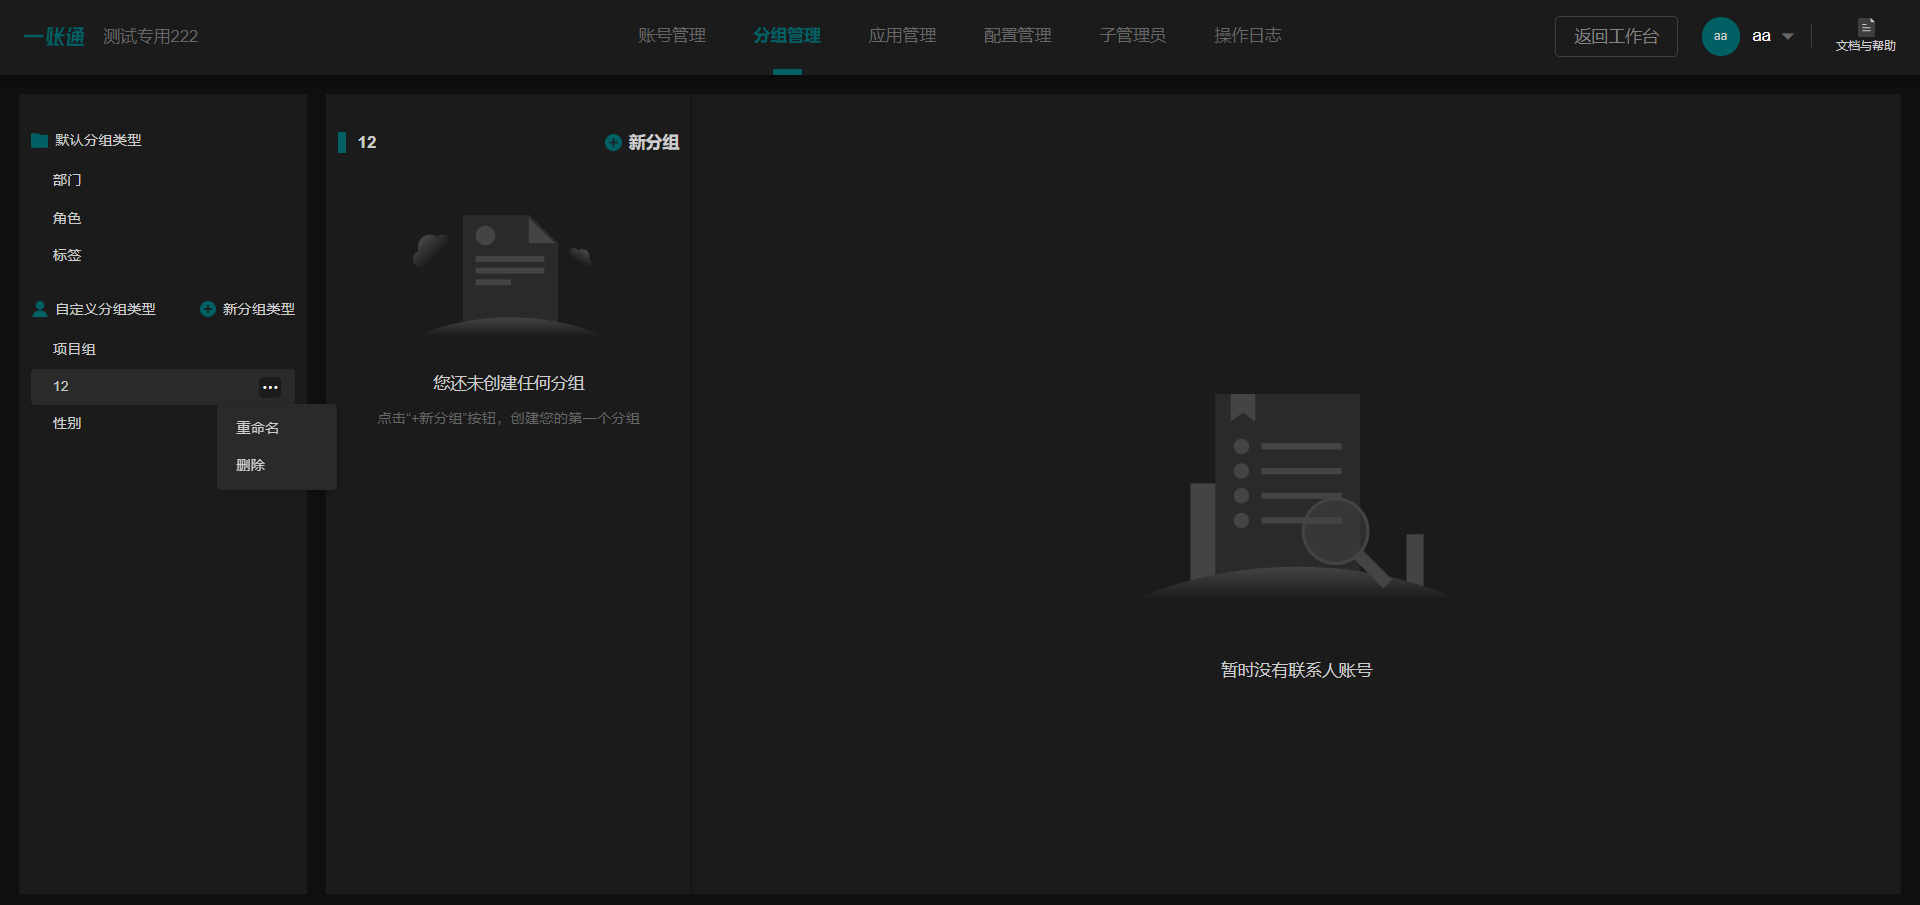 一账通 测试专用222 账号管理 分组管理 应用管理 配置管理 子管理员 操作日志 返回工作台 aa aa 文档与帮助
默认分组类型
部门
角色
标签
自定义分组类型 新分组类型
项目组
12
性别
重命名
删除
12 新分组
您还未创建任何分组
点击“+新分组”按钮，创建您的第一个分组
暂时没有联系人账号